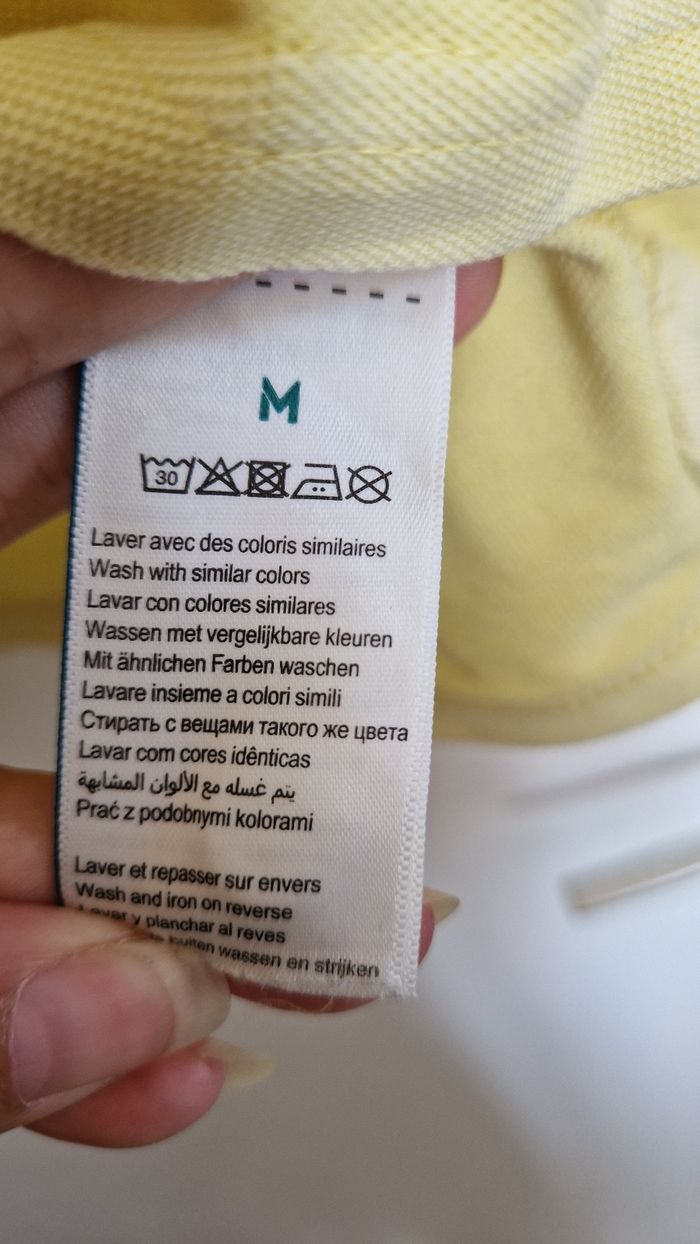 M
30
Laver avec des coloris similaires
Wash with similar colors
Lavar con colores similares
Wassen met vergelijkbare kleuren
Mit ähnlichen Farben waschen
Lavare insieme a colori simili
Стирать с вещами такого же цвета
Lavar com cores idênticas
يتم غسله مع الألوان المشابهة
Prać z podobnymi kolorami
Laver et repasser sur envers
Wash and iron on reverse
Lavar y planchar al reves
buiten wassen en strijken